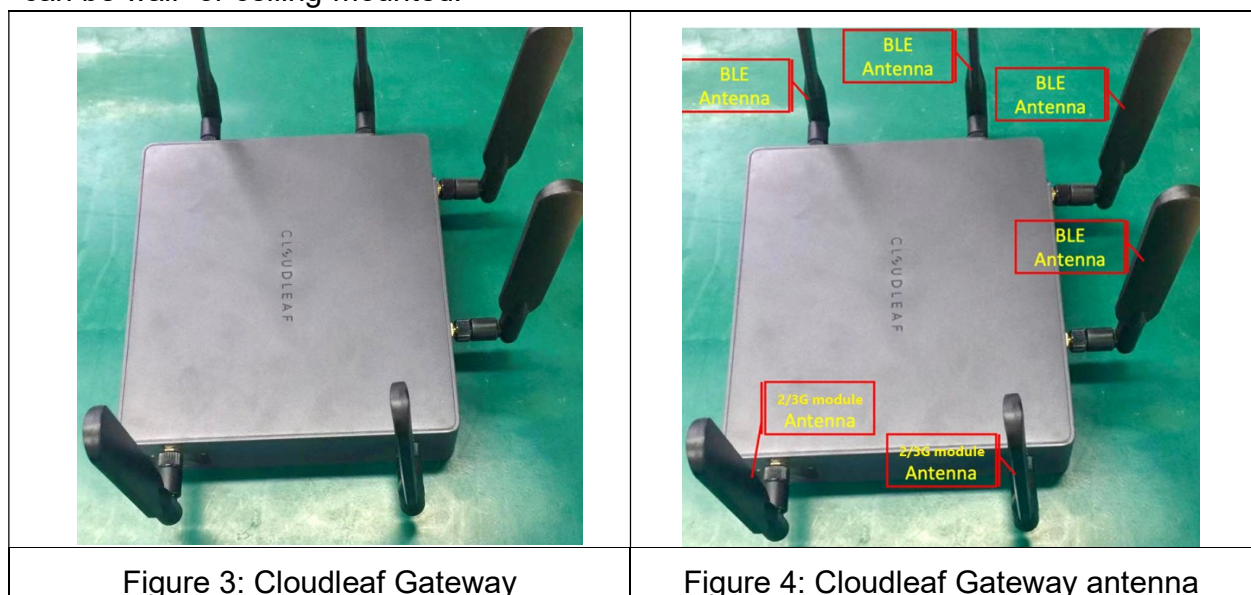 can be wall- or ceiling mounted.
CLOUDLEAF
BLE
Antenna
BLE
Antenna
BLE
Antenna
CLOUDLEAF
BLE
Antenna
2/3G module
Antenna
2/3G module
Antenna
Figure 3: Cloudleaf Gateway
Figure 4: Cloudleaf Gateway antenna